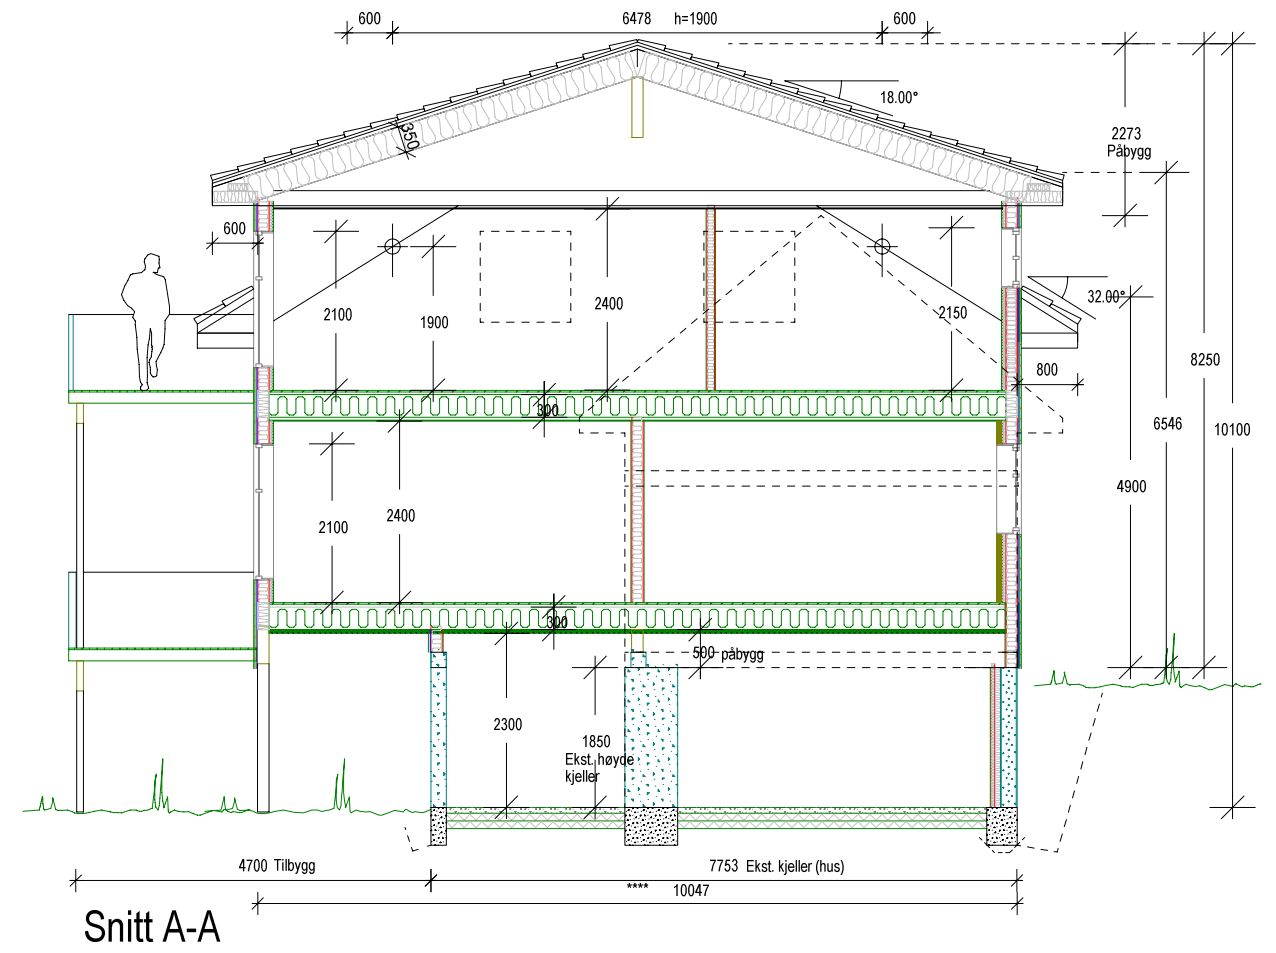 600
6478 h=1900
600
18.00°
350
2273
Påbygg
600
2100
1900
2400
2150
32.00°
8250
800
300
6546
10100
4900
2100
2400
300
500 påbygg
2300
1850
Ekst. høyde
kjeller
4700 Tilbygg
7753 Ekst. kjeller (hus)
**** 10047
Snitt A-A